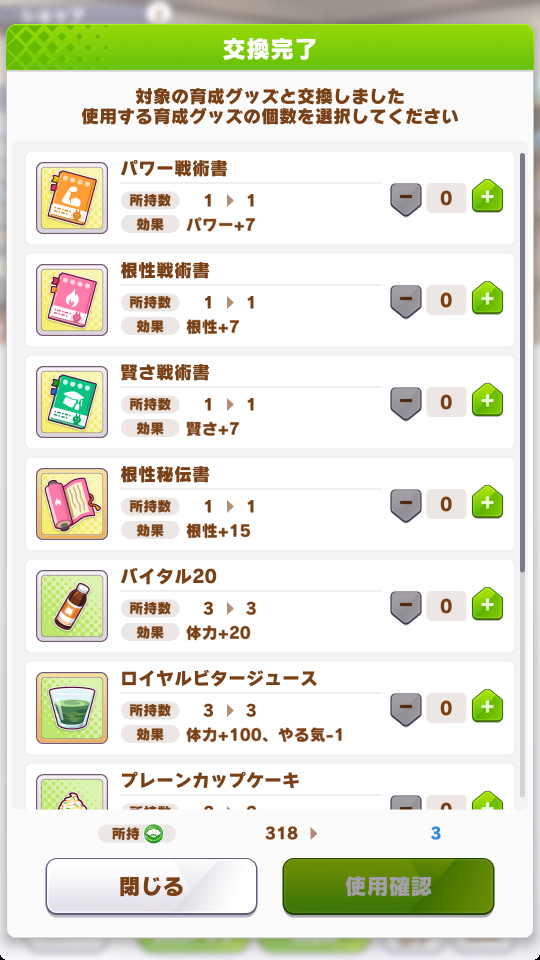 交換完了
対象の育成グッズと交換しました
使用する育成グッズの個数を選択してください
パワー戦術書
所持数 1 1
効果 パワー+7
0
根性戦術書
所持数 1 1
効果 根性+7
0
賢さ戦術書
所持数 1 1
効果 賢さ+7
0
根性秘伝書
所持数 1 1
効果 根性+15
0
バイタル20
所持数 3 3
効果 体力+20
0
ロイヤルビタージュース
所持数 3 3
効果 体力+100、やる気-1
0
プレーンカップケーキ
所持 318 3
閉じる
使用確認